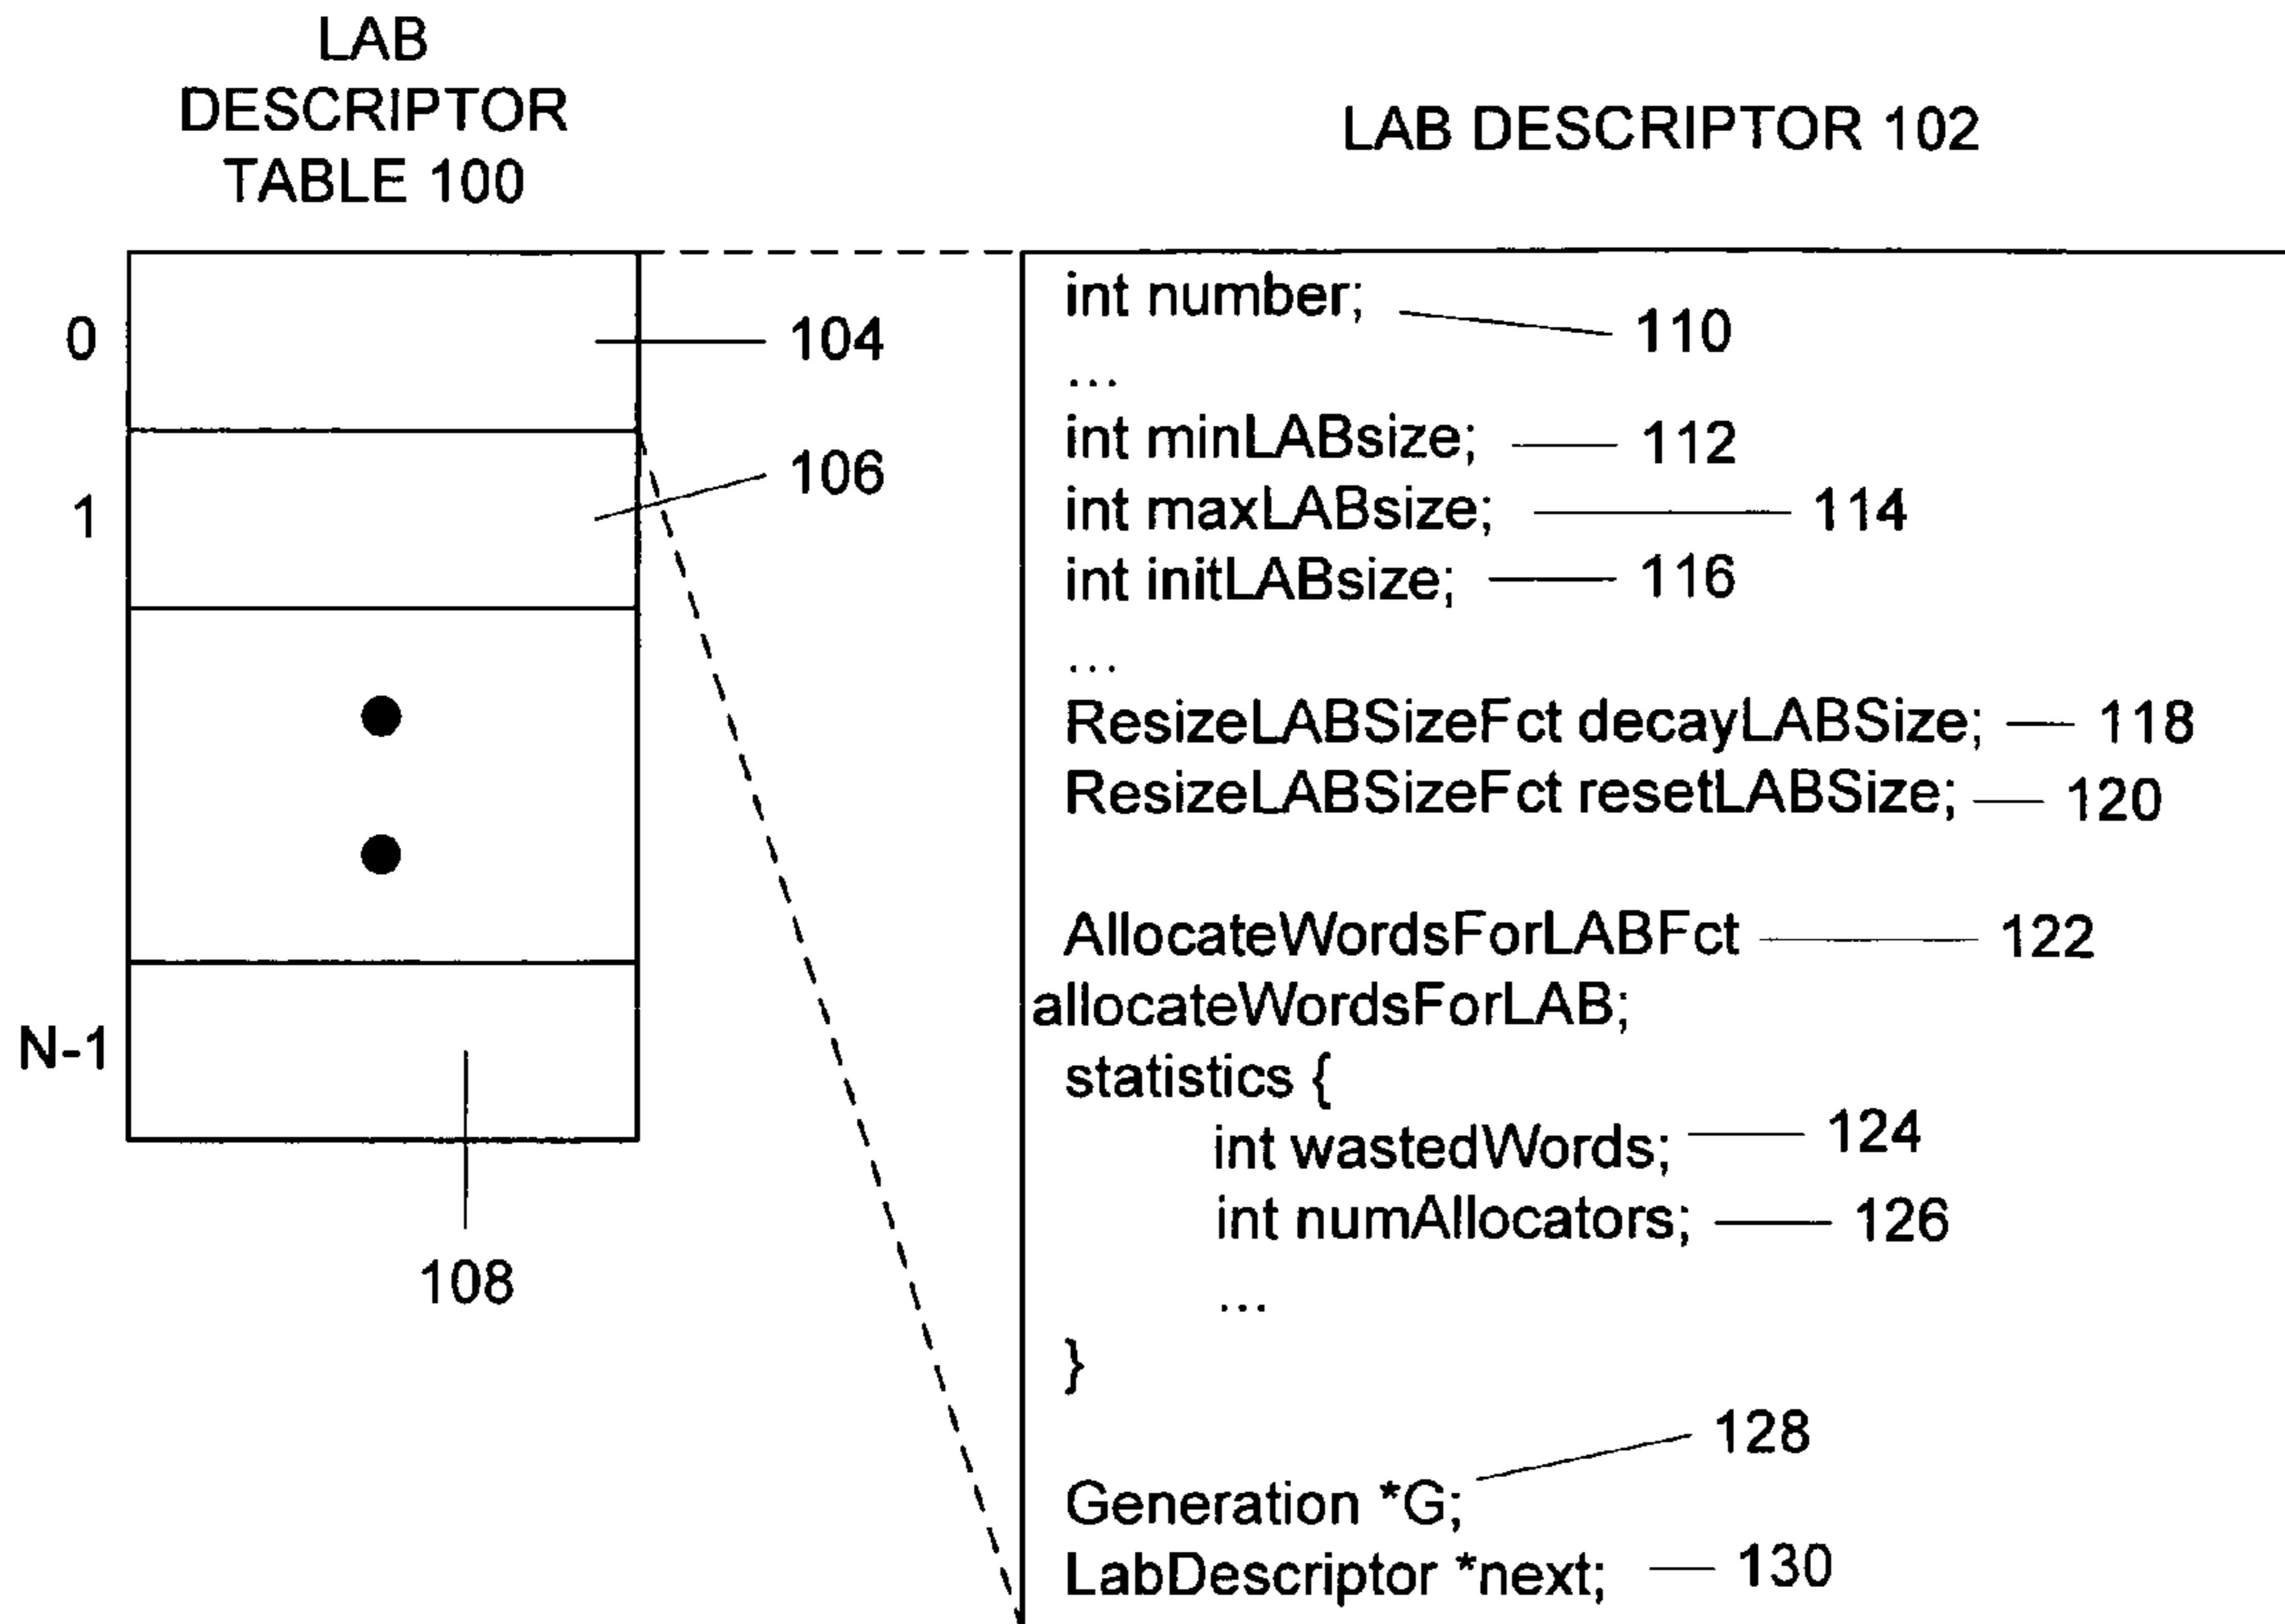 LAB
DESCRIPTOR
TABLE 100
LAB DESCRIPTOR 102
0
104
1
106
N-1
108
int number; 110
...
int minLABsize; 112
int maxLABsize; 114
int initLABsize; 116
...
ResizeLABSizeFct decayLABSize; 118
ResizeLABSizeFct resetLABSize; 120
AllocateWordsForLABFct 122
allocateWordsForLAB;
statistics {
int wastedWords; 124
int numAllocators; 126
...
}
128
Generation *G;
LabDescriptor *next; 130